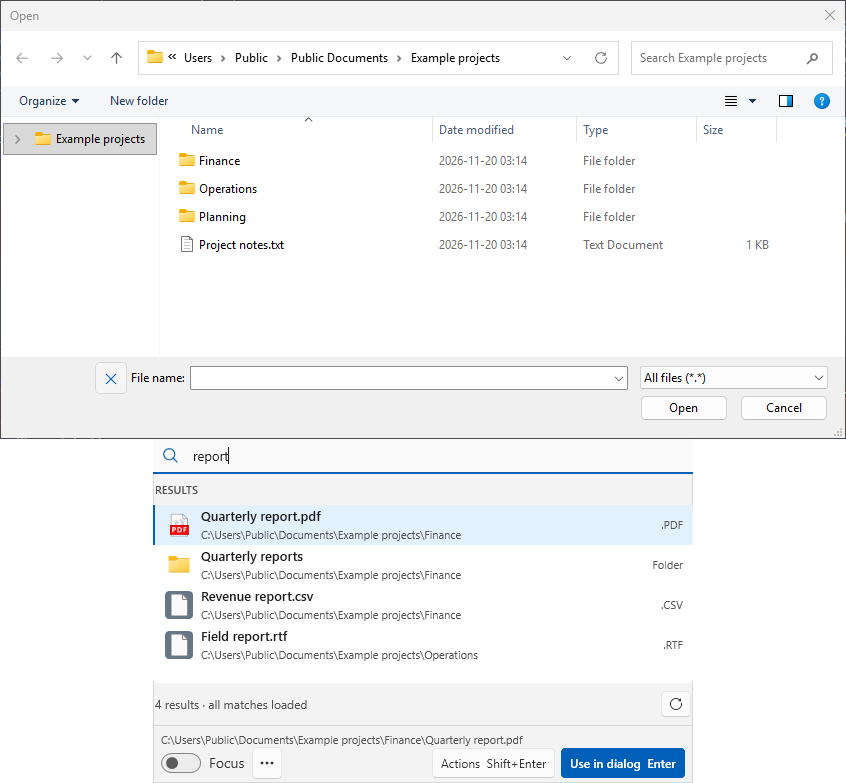 Open
« Users › Public › Public Documents › Example projects
Search Example projects
Organize
New folder
?
Example projects
Name Date modified Type Size
Finance 2026-11-20 03:14 File folder
Operations 2026-11-20 03:14 File folder
Planning 2026-11-20 03:14 File folder
Project notes.txt 2026-11-20 03:14 Text Document 1 KB
File name:
All files (*.*)
Open Cancel
report
RESULTS
PDF
Quarterly report.pdf
C:\Users\Public\Documents\Example projects\Finance
.PDF
Quarterly reports
C:\Users\Public\Documents\Example projects\Finance
Folder
Revenue report.csv
C:\Users\Public\Documents\Example projects\Finance
.CSV
Field report.rtf
C:\Users\Public\Documents\Example projects\Operations
.RTF
4 results · all matches loaded
C:\Users\Public\Documents\Example projects\Finance\Quarterly report.pdf
Focus ··· Actions Shift+Enter Use in dialog Enter